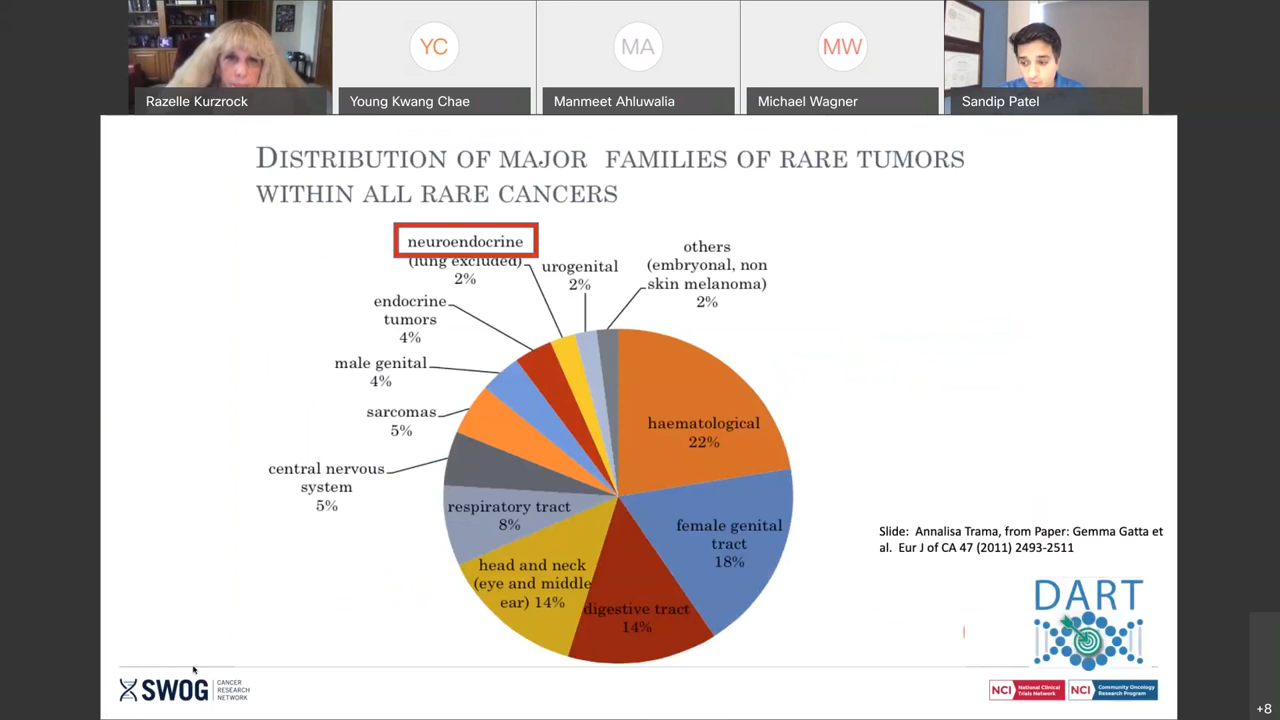 YC
MA
MW
Razelle Kurzrock
Young Kwang Chae
Manmeet Ahluwalia
Michael Wagner
Sandip Patel
DISTRIBUTION OF MAJOR FAMILIES OF RARE TUMORS
WITHIN ALL RARE CANCERS
neuroendocrine
(lung excluded)
2%
urogenital
2%
others
(embryonal, non
skin melanoma)
2%
endocrine
tumors
4%
male genital
4%
sarcomas
5%
central nervous
system
5%
respiratory tract
8%
head and neck
(eye and middle
ear) 14%
digestive tract
14%
female genital
tract
18%
haematological
22%
Slide: Annalisa Trama, from Paper: Gemma Gatta et
al. Eur J of CA 47 (2011) 2493-2511
DART
SWOG
CANCER
RESEARCH
NETWORK
NCI
National Clinical
Trials Network
NCI
Community Oncology
Research Program
+8